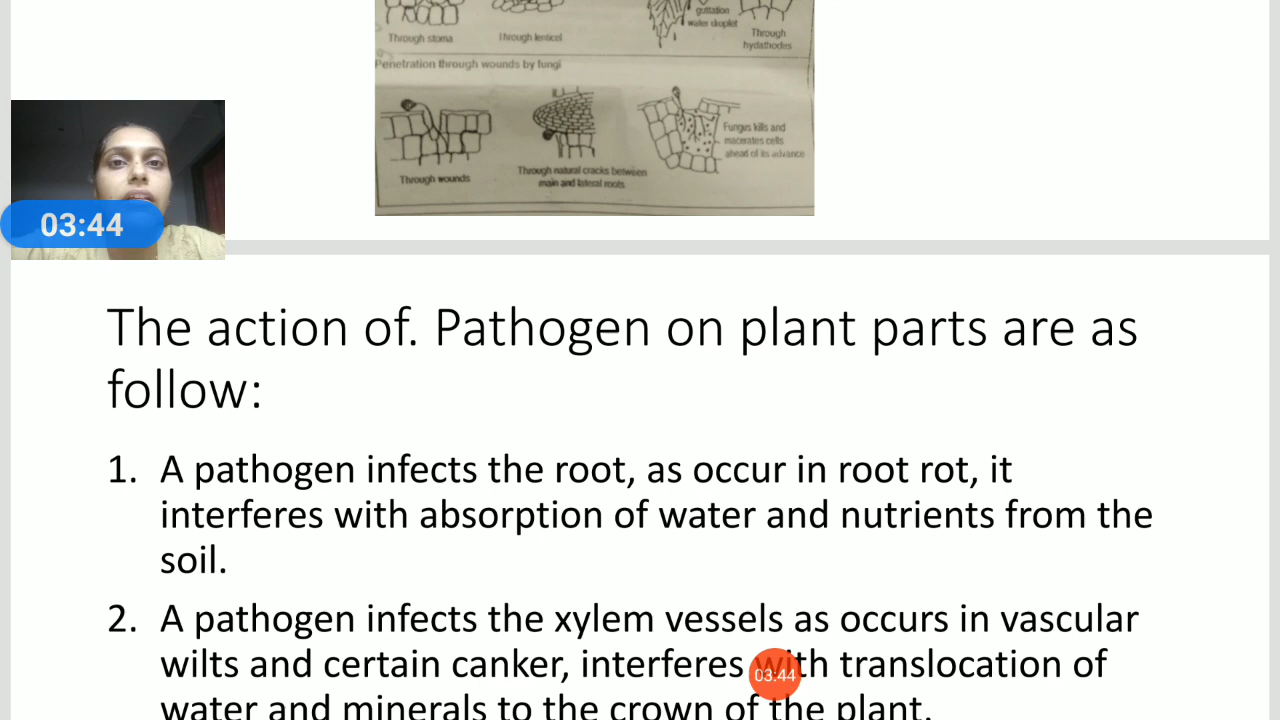 guttation
water droplet
Through stoma
Through lenticel
Through
hydathodes
Penetration through wounds by fungi
Fungus kills and
macerates cells
ahead of its advance
Through wounds
Through natural cracks between
main and lateral roots
03:44
The action of. Pathogen on plant parts are as
follow:
1. A pathogen infects the root, as occur in root rot, it
interferes with absorption of water and nutrients from the
soil.
2. A pathogen infects the xylem vessels as occurs in vascular
wilts and certain canker, interferes with translocation of
03:44
water and minerals to the crown of the plant.